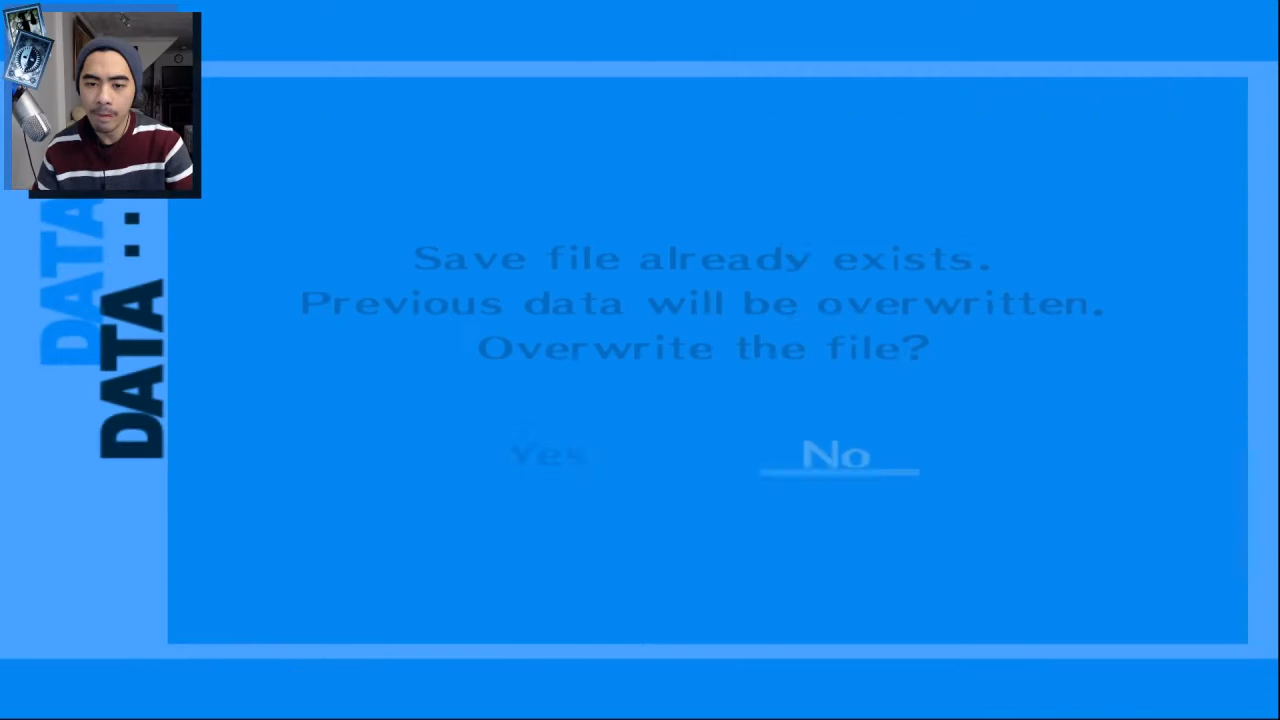 DATA
DATA : :
Save file already exists.
Previous data will be overwritten.
Overwrite the file?
Yes
No